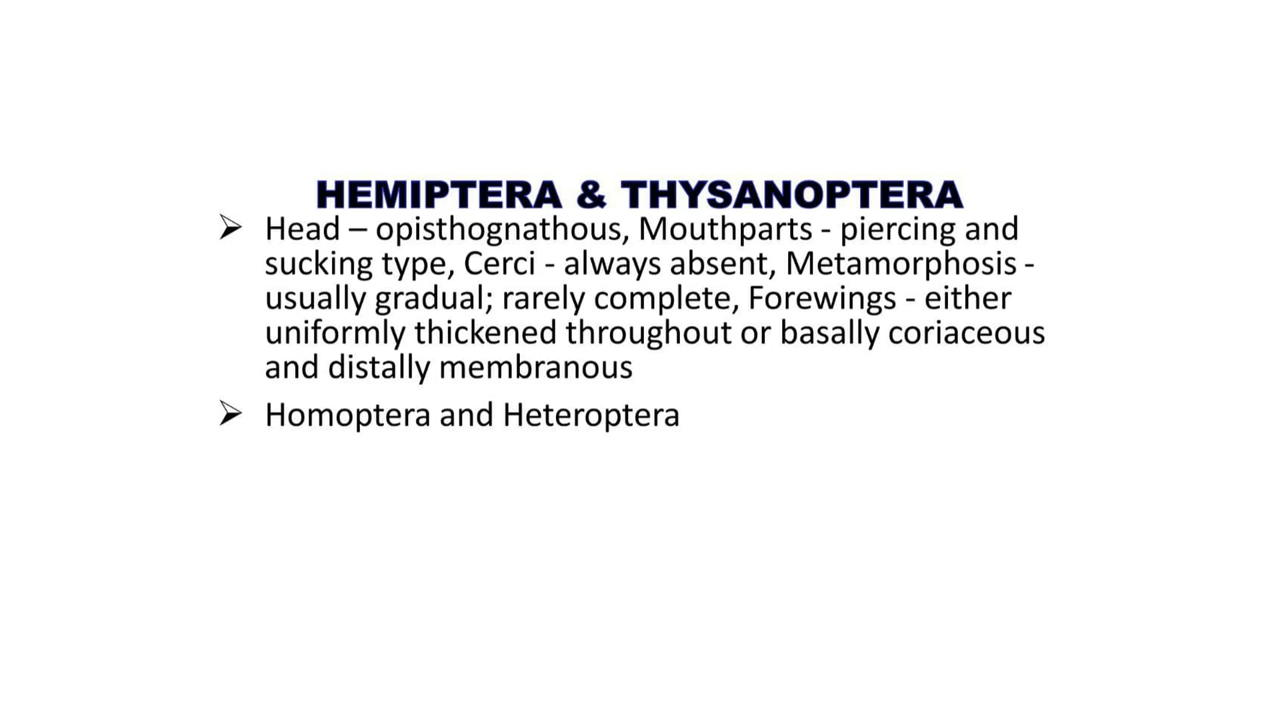 HEMIPTERA & THYSANOPTERA
➢ Head – opisthognathous, Mouthparts - piercing and
sucking type, Cerci - always absent, Metamorphosis -
usually gradual; rarely complete, Forewings - either
uniformly thickened throughout or basally coriaceous
and distally membranous
➢ Homoptera and Heteroptera